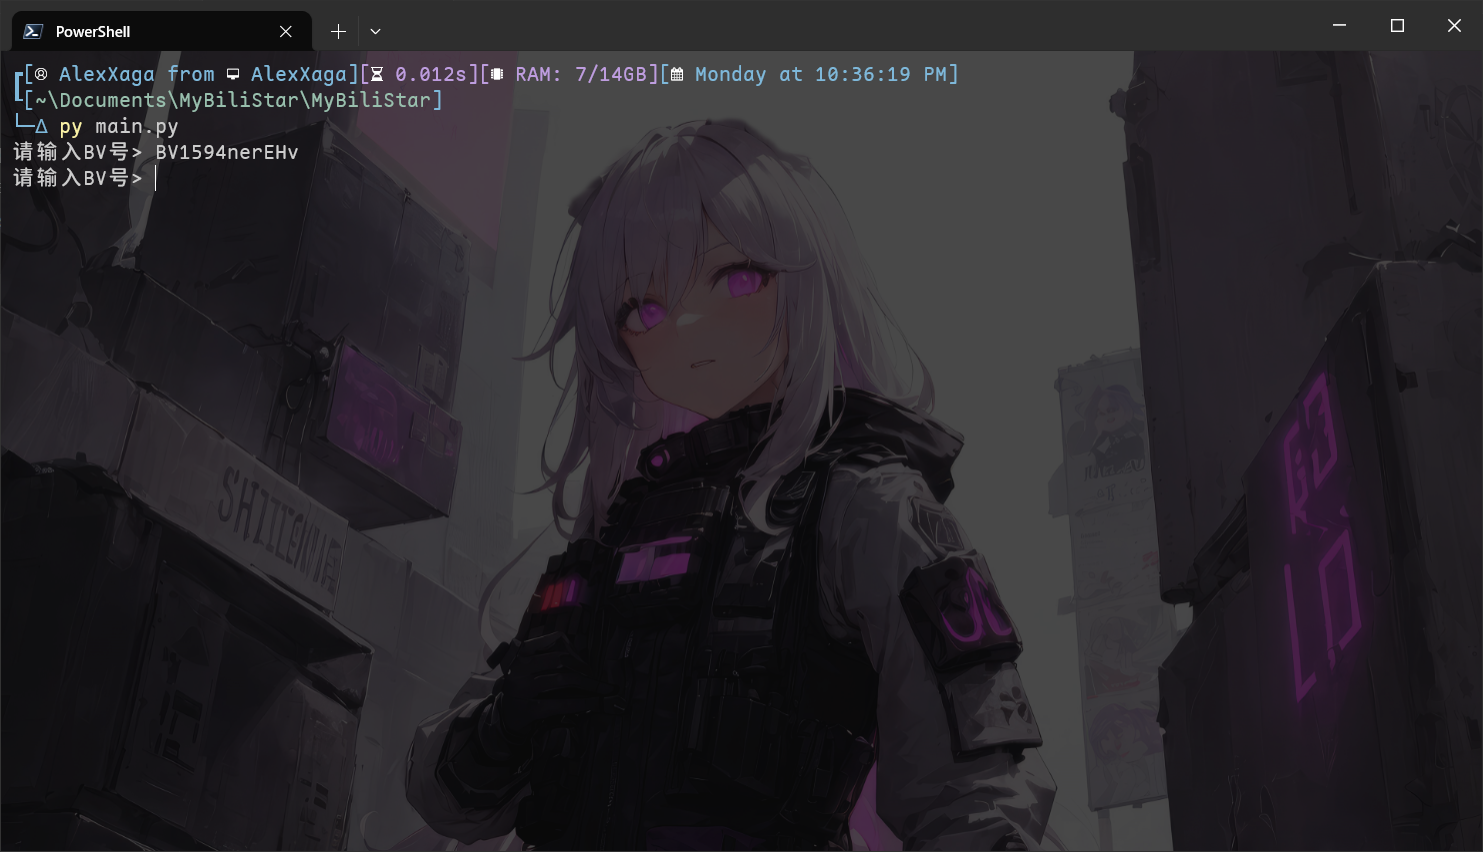 PowerShell
[AlexXaga from AlexXaga][0.012s][RAM: 7/14GB][Monday at 10:36:19 PM]
[~\Documents\MyBiliStar\MyBiliStar]
py main.py
请输入BV号> BV1594nerEHv
请输入BV号>